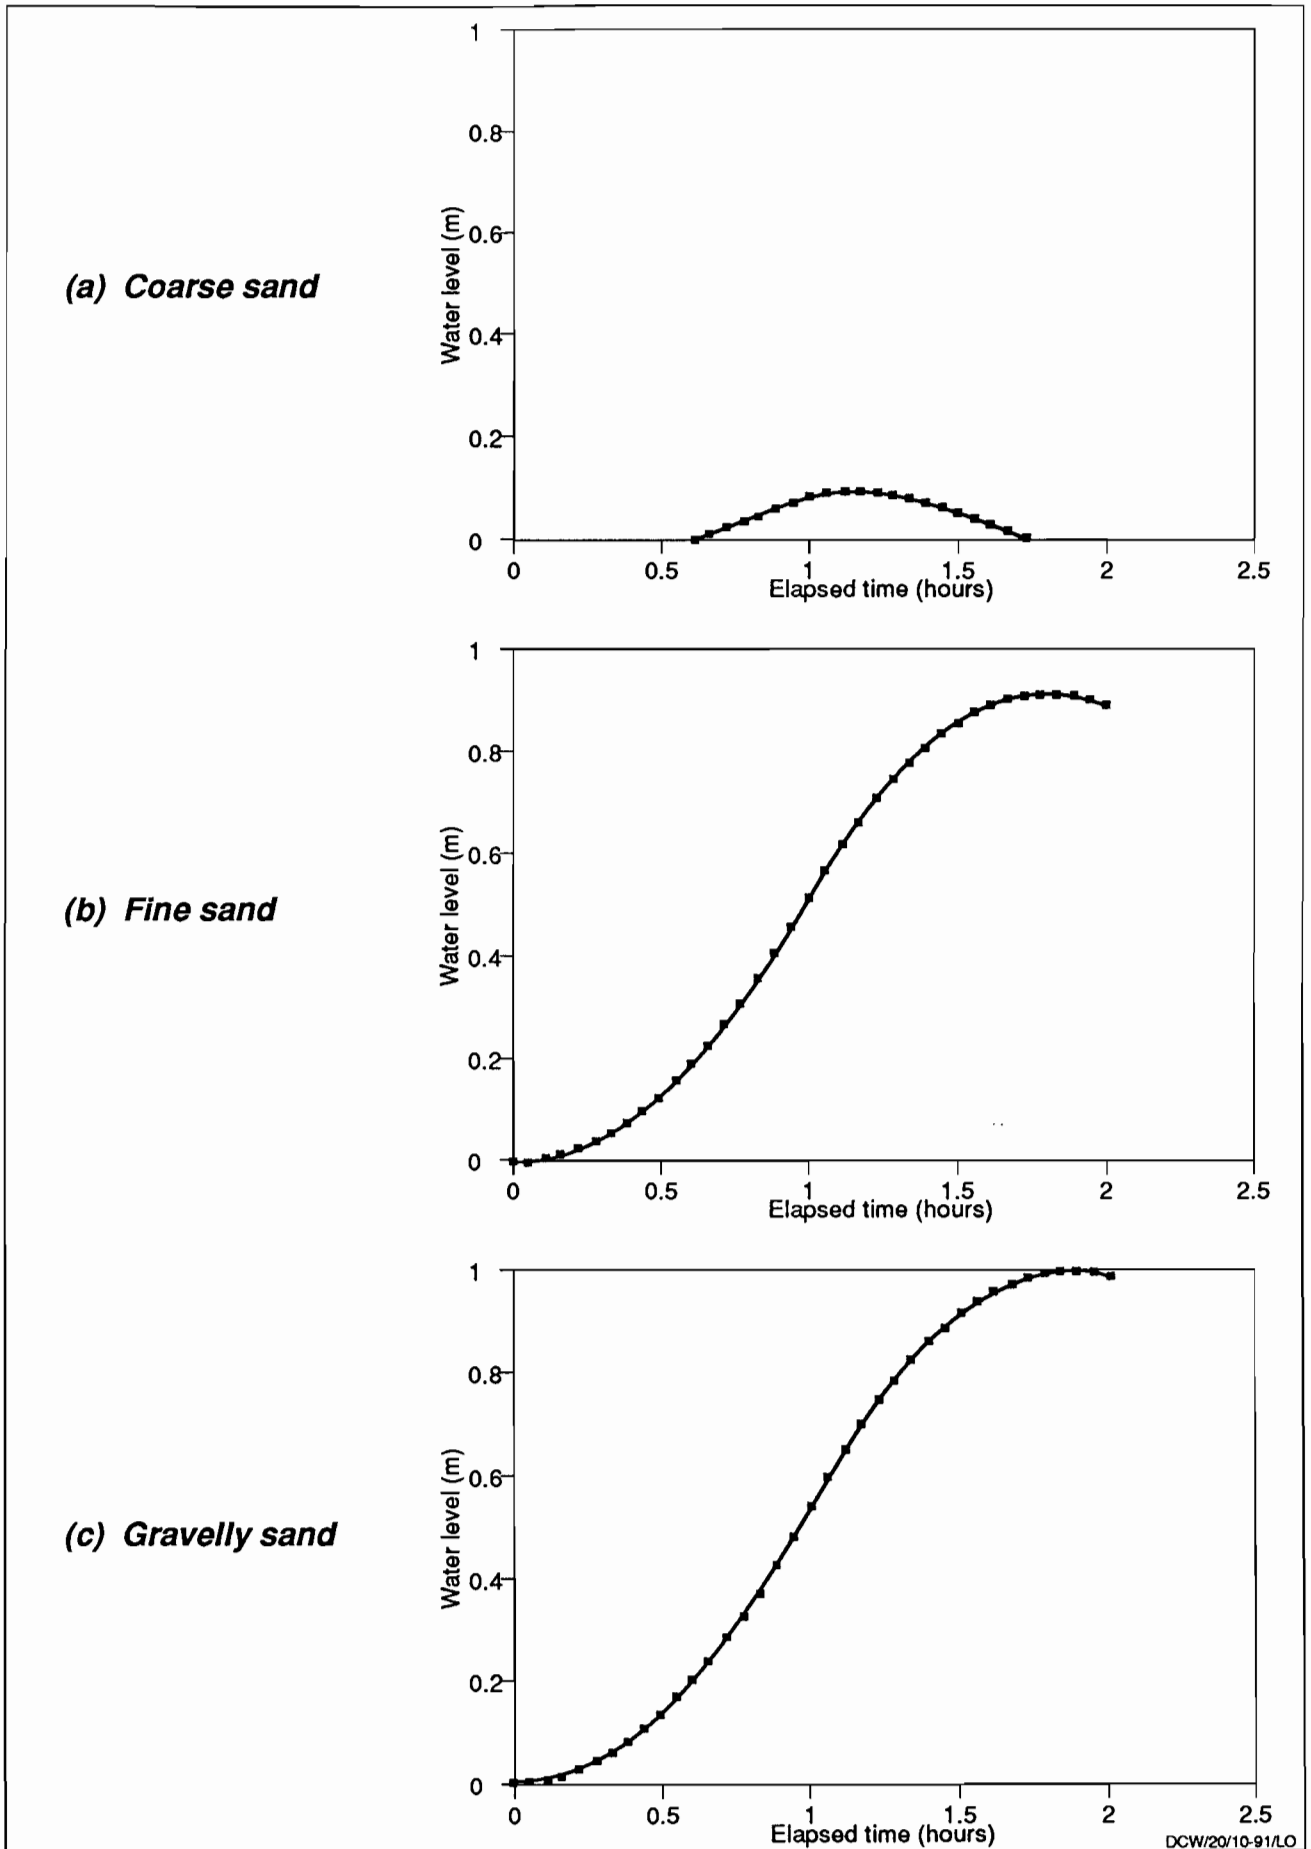 (a) Coarse sand
Water level (m)
1
0.8
0.6
0.4
0.2
0
0 0.5 1 1.5 2 2.5
Elapsed time (hours)
(b) Fine sand
Water level (m)
1
0.8
0.6
0.4
0.2
0
0 0.5 1 1.5 2 2.5
Elapsed time (hours)
(c) Gravelly sand
Water level (m)
1
0.8
0.6
0.4
0.2
0
0 0.5 1 1.5 2 2.5
Elapsed time (hours)
DCW/20/10-91/LO